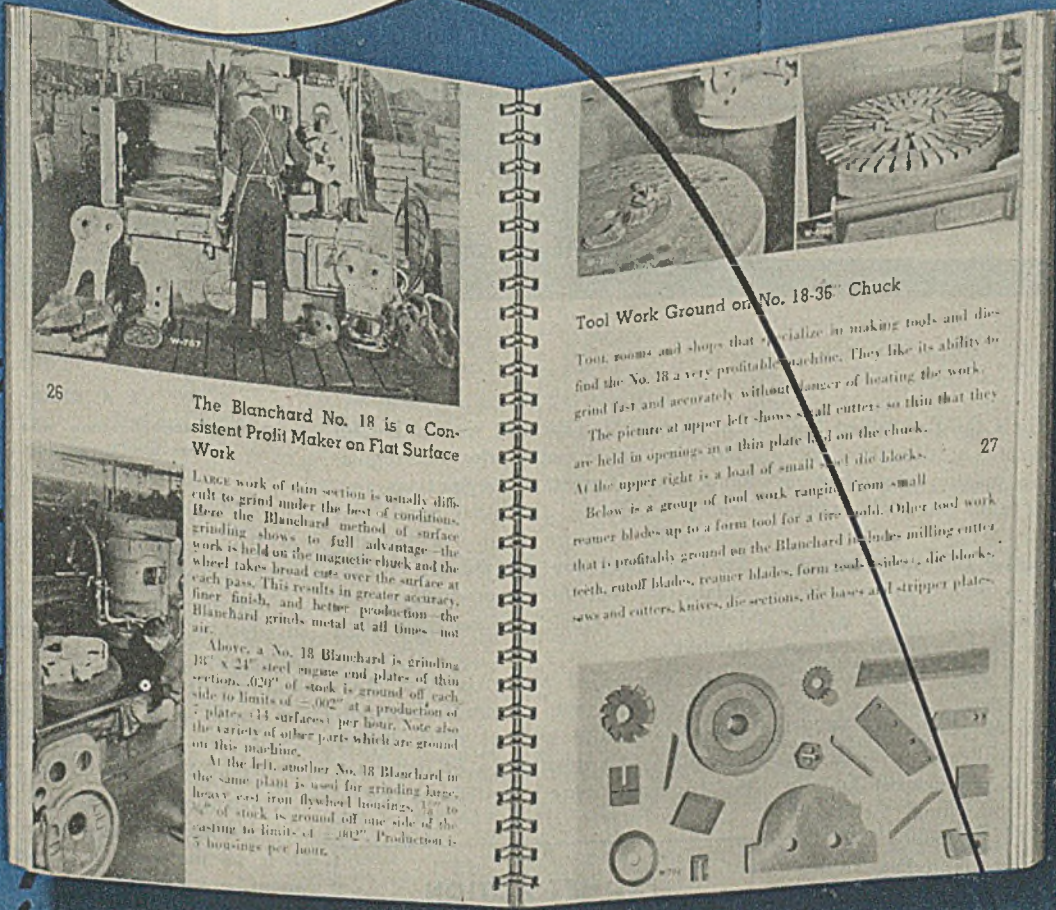 W-787
26
The Blanchard No. 18 is a Con-
sistent Profit Maker on Flat Surface
Work
LARGE work of thin section is usually diffi-
cult to grind under the best of conditions.
Here the Blanchard method of surface
grinding shows to full advantage—the
work is held on the magnetic chuck and the
wheel takes broad cuts over the surface at
each pass. This results in greater accuracy,
finer finish, and better production—the
Blanchard grinds metal at all times—not
air.
Above, a No. 18 Blanchard is grinding
18" x 24" steel engine end plates of thin
section. .020" of stock is ground off each
side to limits of ±.002" at a production of
7 plates (14 surfaces) per hour. Note also
the variety of other parts which are ground
on this machine.
At the left, another No. 18 Blanchard in
the same plant is used for grinding large,
heavy cast iron flywheel housings. to
of stock is ground off one side of the
casting to limits of ±.002". Production is
5 housings per hour.
Tool Work Ground on No. 18-36" Chuck
Tool rooms and shops that specialize in making tools and dies
find the No. 18 a very profitable machine. They like its ability to
grind fast and accurately without danger of heating the work.
The picture at upper left shows small cutters so thin that they
are held in openings in a thin plate laid on the chuck.
At the upper right is a load of small steel die blocks.
27
Below is a group of tool work ranging from small
reamer blades up to a form tool for a tire mold. Other tool work
that is profitably ground on the Blanchard includes milling cutter
teeth, cutoff blades, reamer blades, form tools (sides), die blocks,
saws and cutters, knives, die sections, die bases and stripper plates.